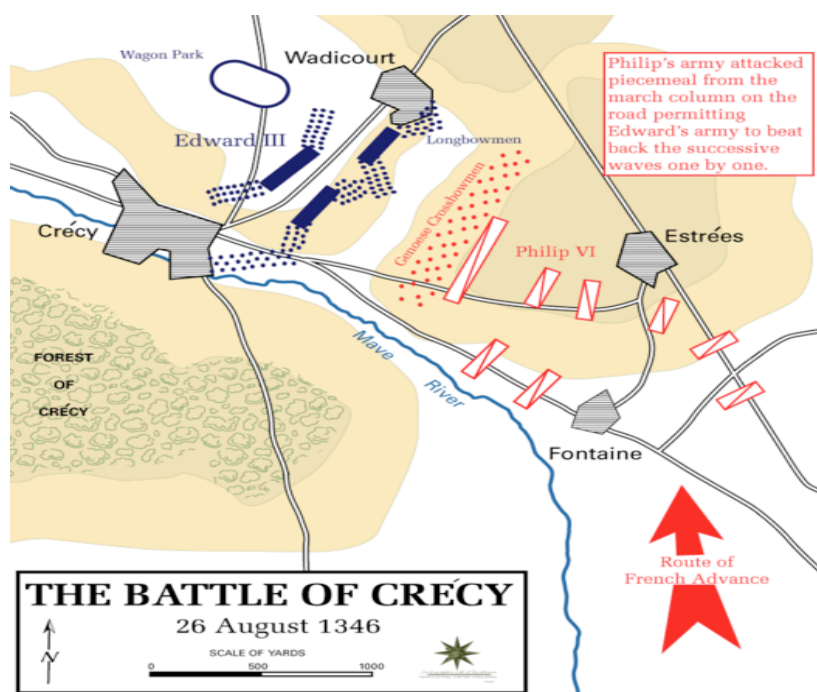 Wagon Park
Wadicourt
Edward III
Longbowmen
Philip's army attacked
piecemeal from the
march column on the
road permitting
Edward's army to beat
back the successive
waves one by one.
Genoese Crossbowmen
Crécy
Philip VI
Estrées
Mave
River
FOREST
OF
CRÉCY
Fontaine
Route of
French Advance
THE BATTLE OF CRÉCY
26 August 1346
SCALE OF YARDS
0 500 1000
N